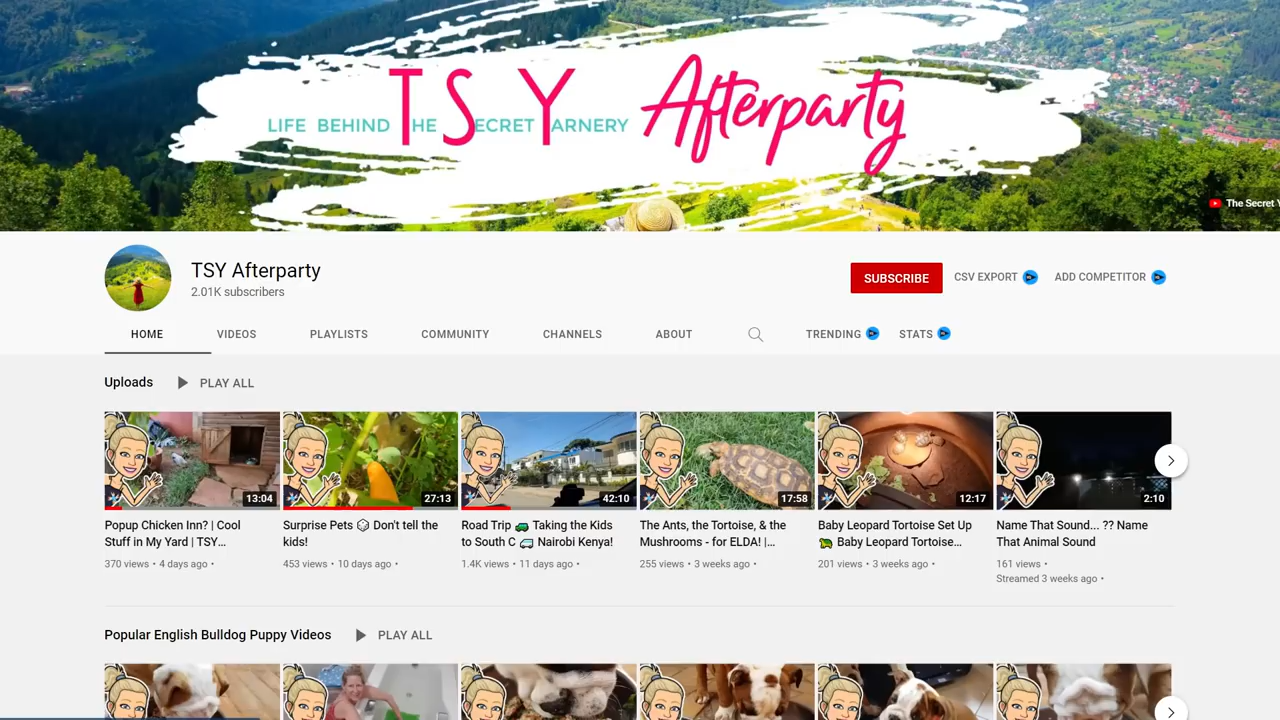 TSY Afterparty
LIFE BEHIND THE SECRET YARNERY
The Secret Y
TSY Afterparty
2.01K subscribers
SUBSCRIBE
CSV EXPORT
ADD COMPETITOR
HOME
VIDEOS
PLAYLISTS
COMMUNITY
CHANNELS
ABOUT
TRENDING
STATS
Uploads
PLAY ALL
13:04
27:13
42:10
17:58
12:17
2:10
Popup Chicken Inn? | Cool
Stuff in My Yard | TSY...
370 views • 4 days ago •
Surprise Pets 🎲 Don't tell the
kids!
453 views • 10 days ago •
Road Trip 🚙 Taking the Kids
to South C 🚐 Nairobi Kenya!
1.4K views • 11 days ago •
The Ants, the Tortoise, & the
Mushrooms - for ELDA! |...
255 views • 3 weeks ago •
Baby Leopard Tortoise Set Up
🐢 Baby Leopard Tortoise...
201 views • 3 weeks ago •
Name That Sound... ?? Name
That Animal Sound
161 views •
Streamed 3 weeks ago •
Popular English Bulldog Puppy Videos
PLAY ALL